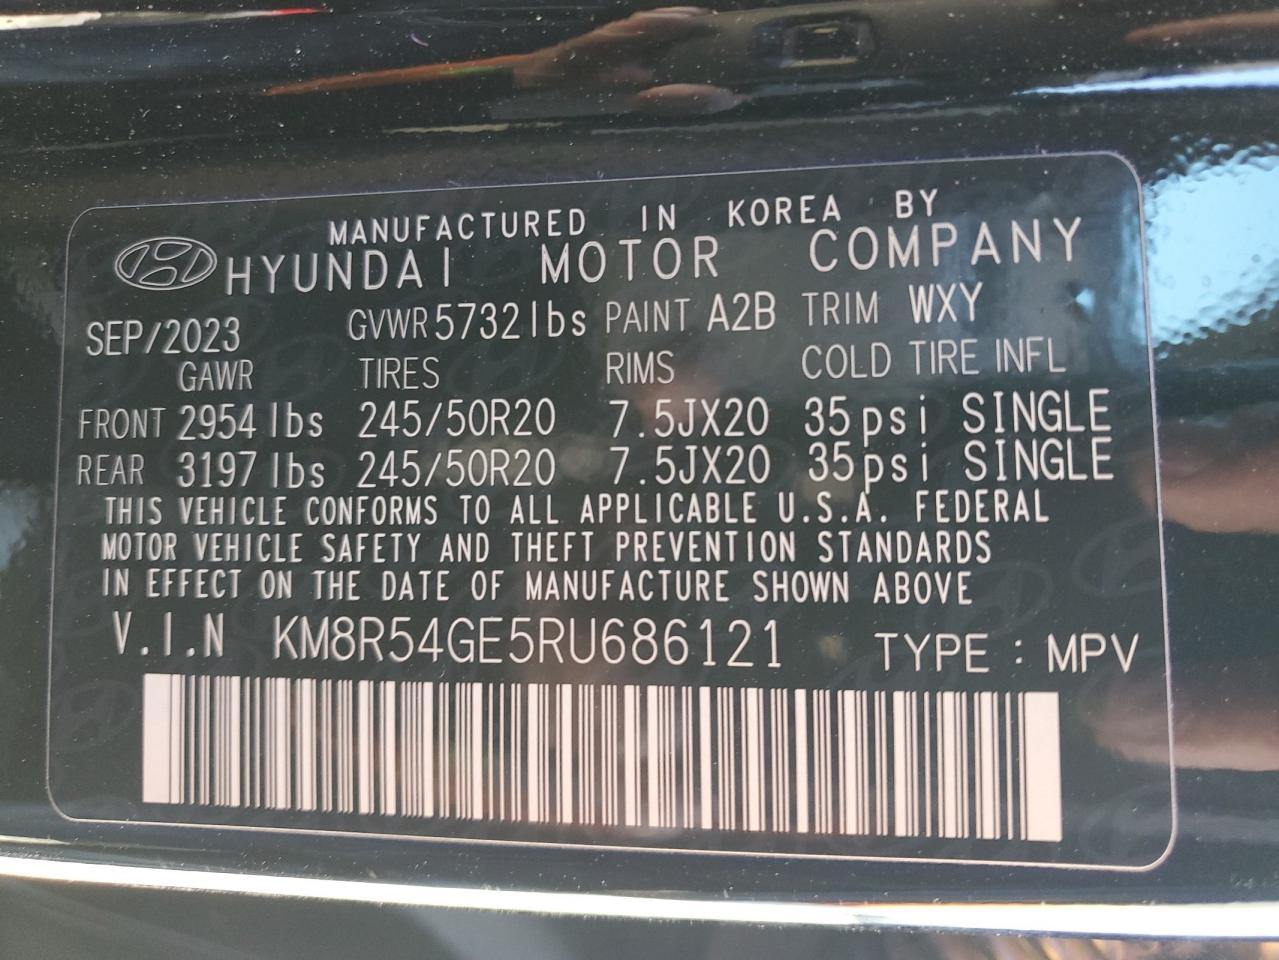 MANUFACTURED IN KOREA BY
HYUNDAI MOTOR COMPANY
SEP/2023 GVWR 5732lbs PAINT A2B TRIM WXY
GAWR TIRES RIMS COLD TIRE INFL
FRONT 2954lbs 245/50R20 7.5JX20 35psi SINGLE
REAR 3197lbs 245/50R20 7.5JX20 35psi SINGLE
THIS VEHICLE CONFORMS TO ALL APPLICABLE U.S.A. FEDERAL
MOTOR VEHICLE SAFETY AND THEFT PREVENTION STANDARDS
IN EFFECT ON THE DATE OF MANUFACTURE SHOWN ABOVE
V.I.N KM8R54GE5RU686121 TYPE : MPV